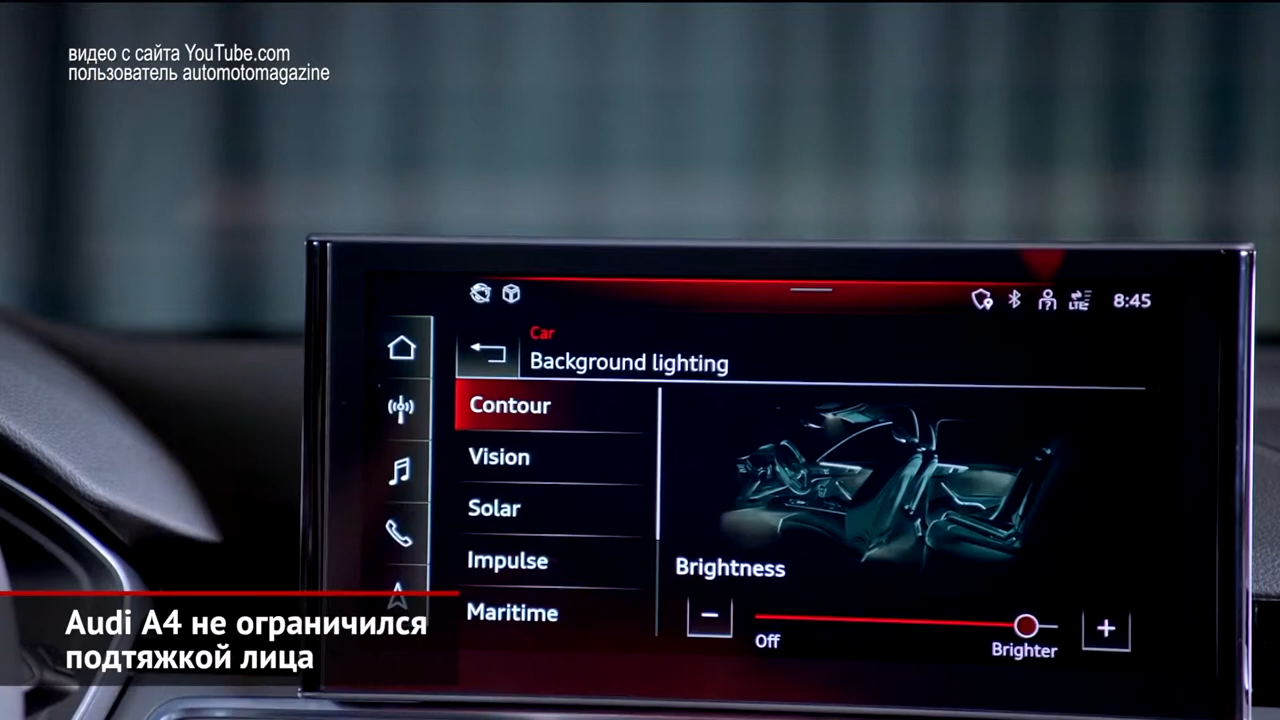 видео с сайта YouTube.com
пользователь automotomagazine
LTE
8:45
Car
Background lighting
Contour
Vision
Solar
Impulse
Maritime
Brightness
Off
Brighter
Audi A4 не ограничился
подтяжкой лица